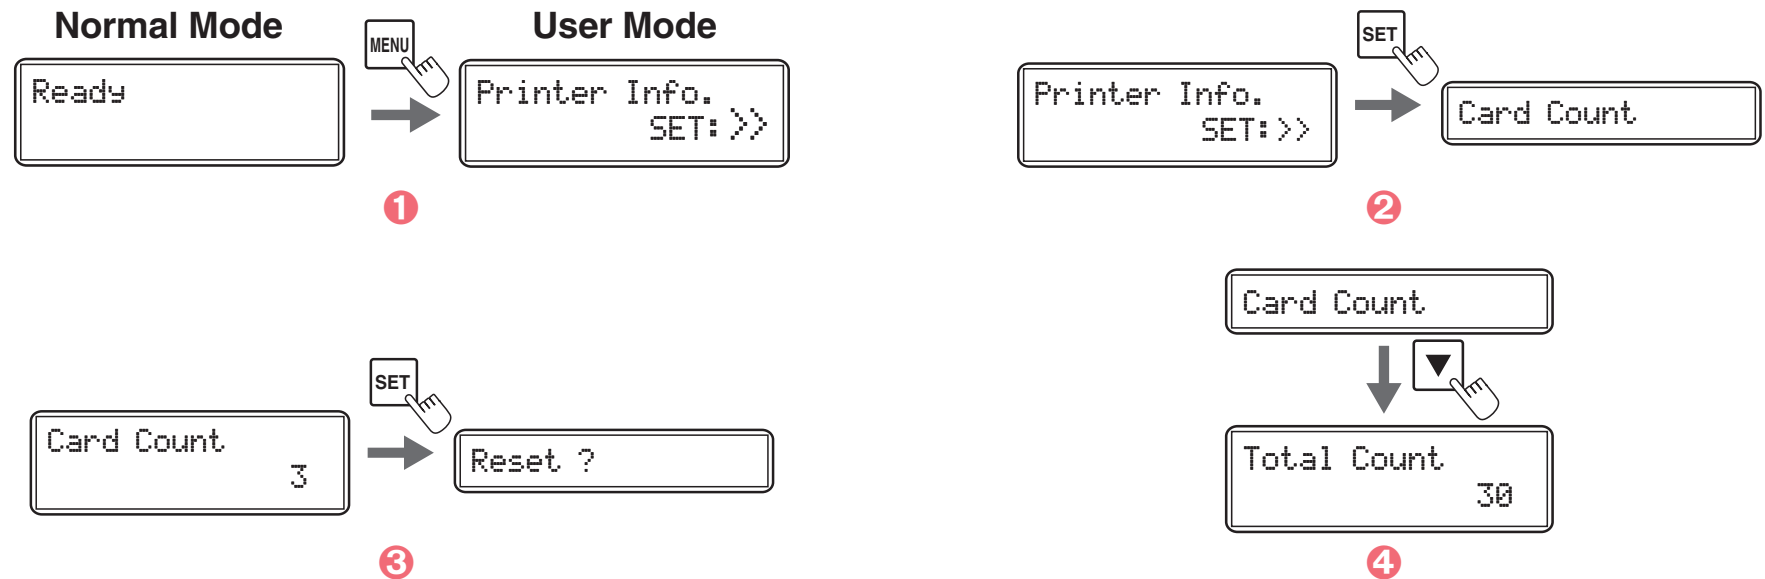 Normal Mode
MENU
User Mode
Ready
Printer Info.
SET:>>
1
SET
Printer Info.
SET:>>
Card Count
2
Card Count
3
SET
Reset ?
3
Card Count
▼
Total Count
30
4